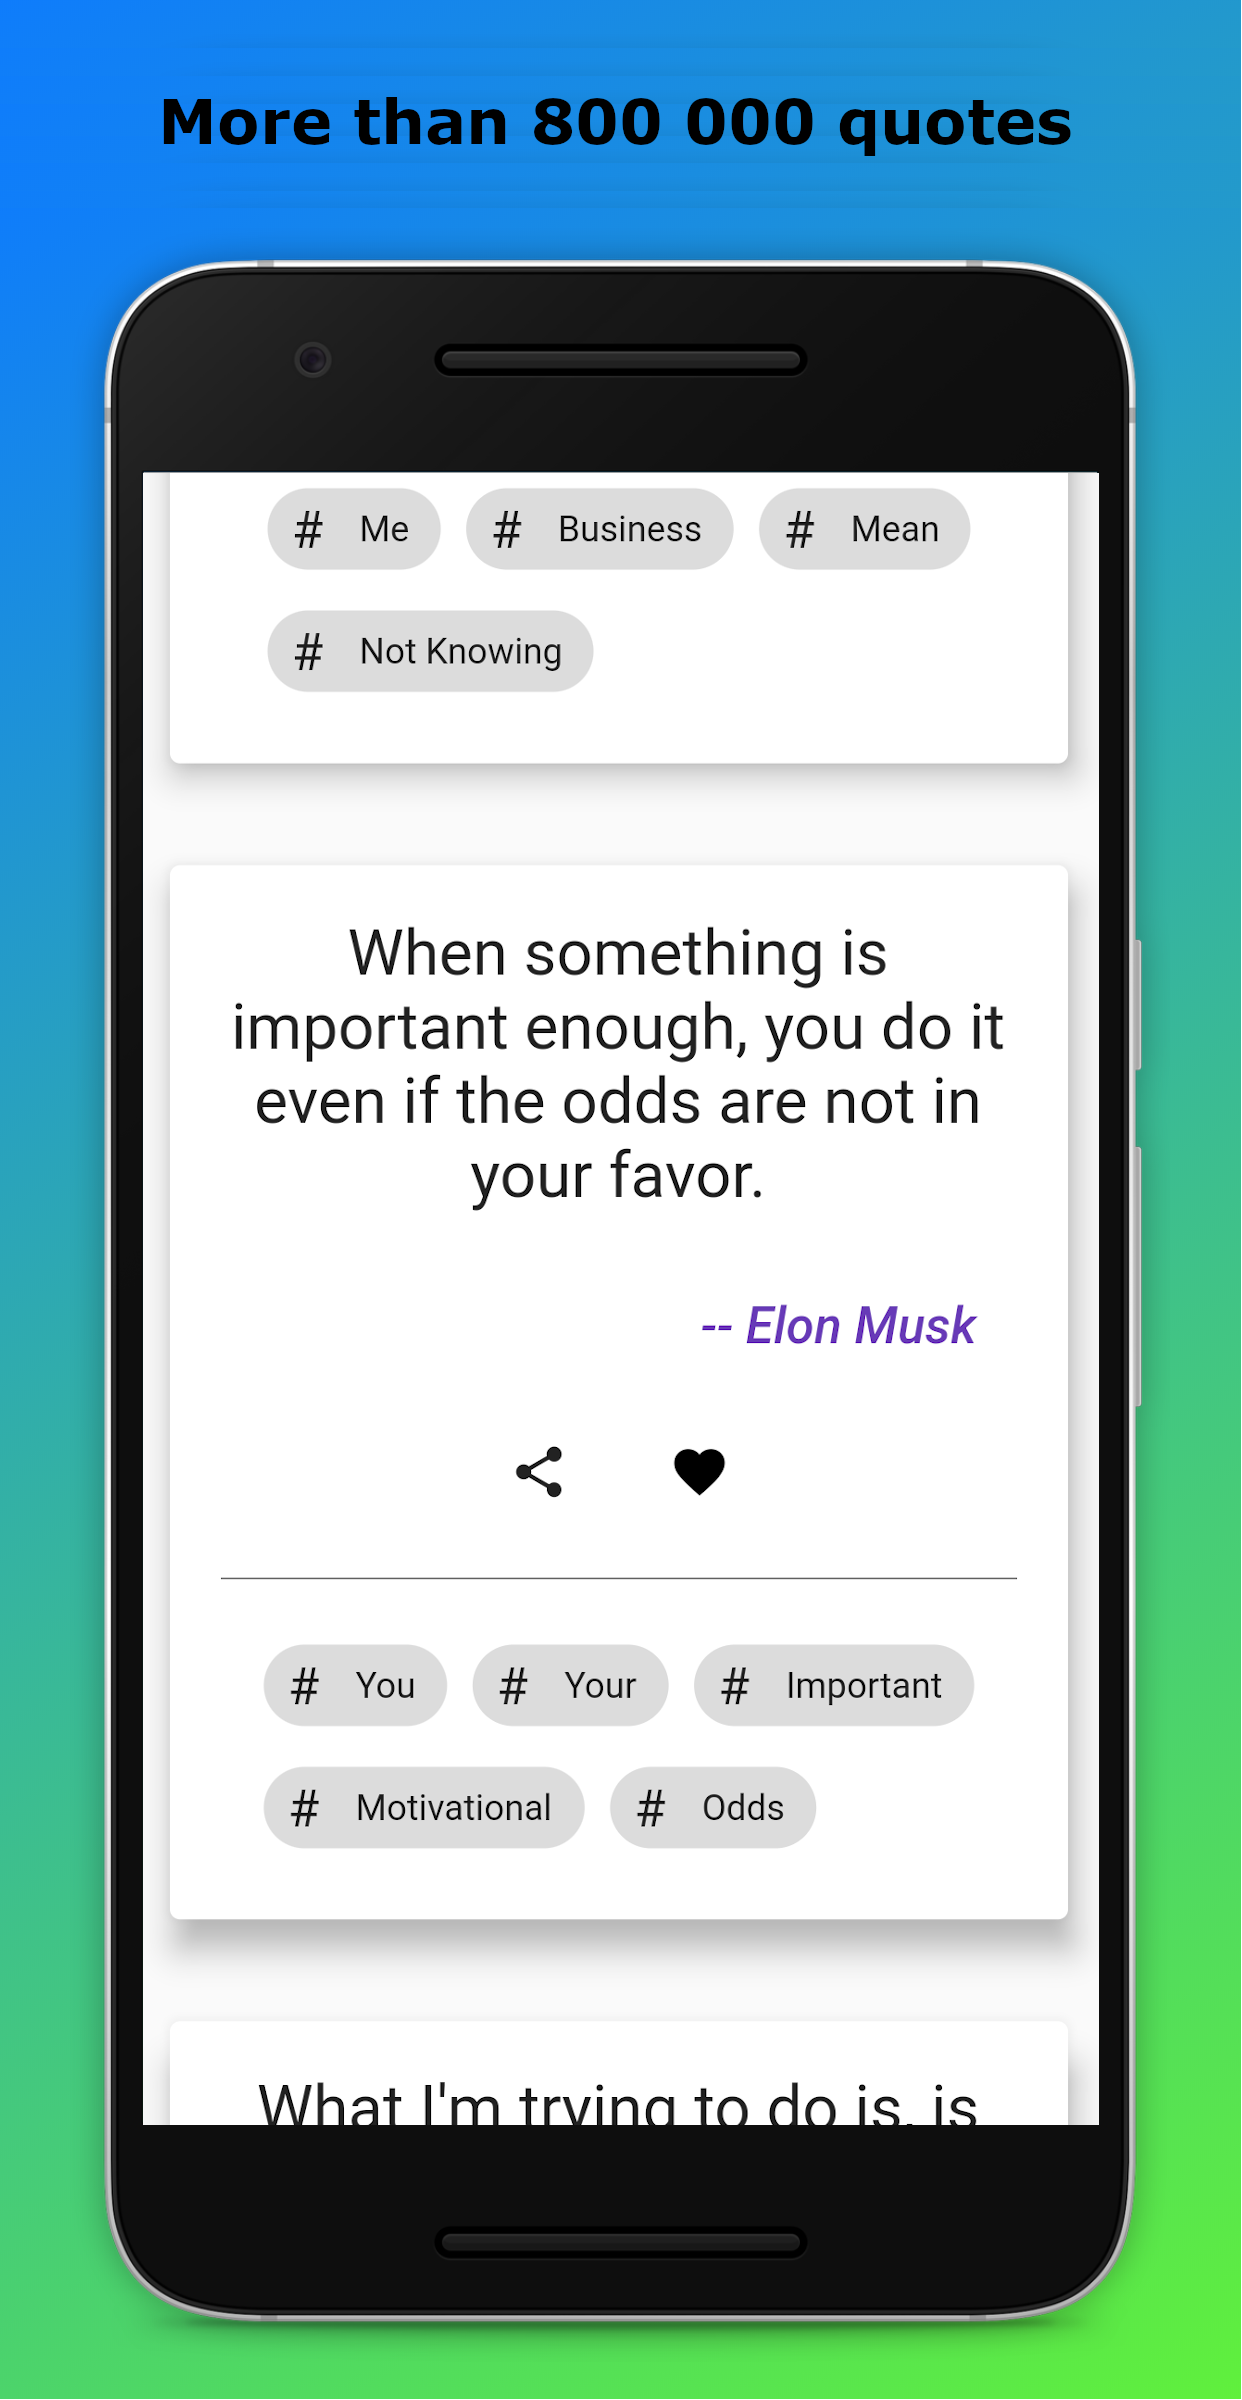 More than 800 000 quotes
# Me # Business # Mean
# Not Knowing
When something is
important enough, you do it
even if the odds are not in
your favor.
-- Elon Musk
# You # Your # Important
# Motivational # Odds
What I'm trying to do is, is